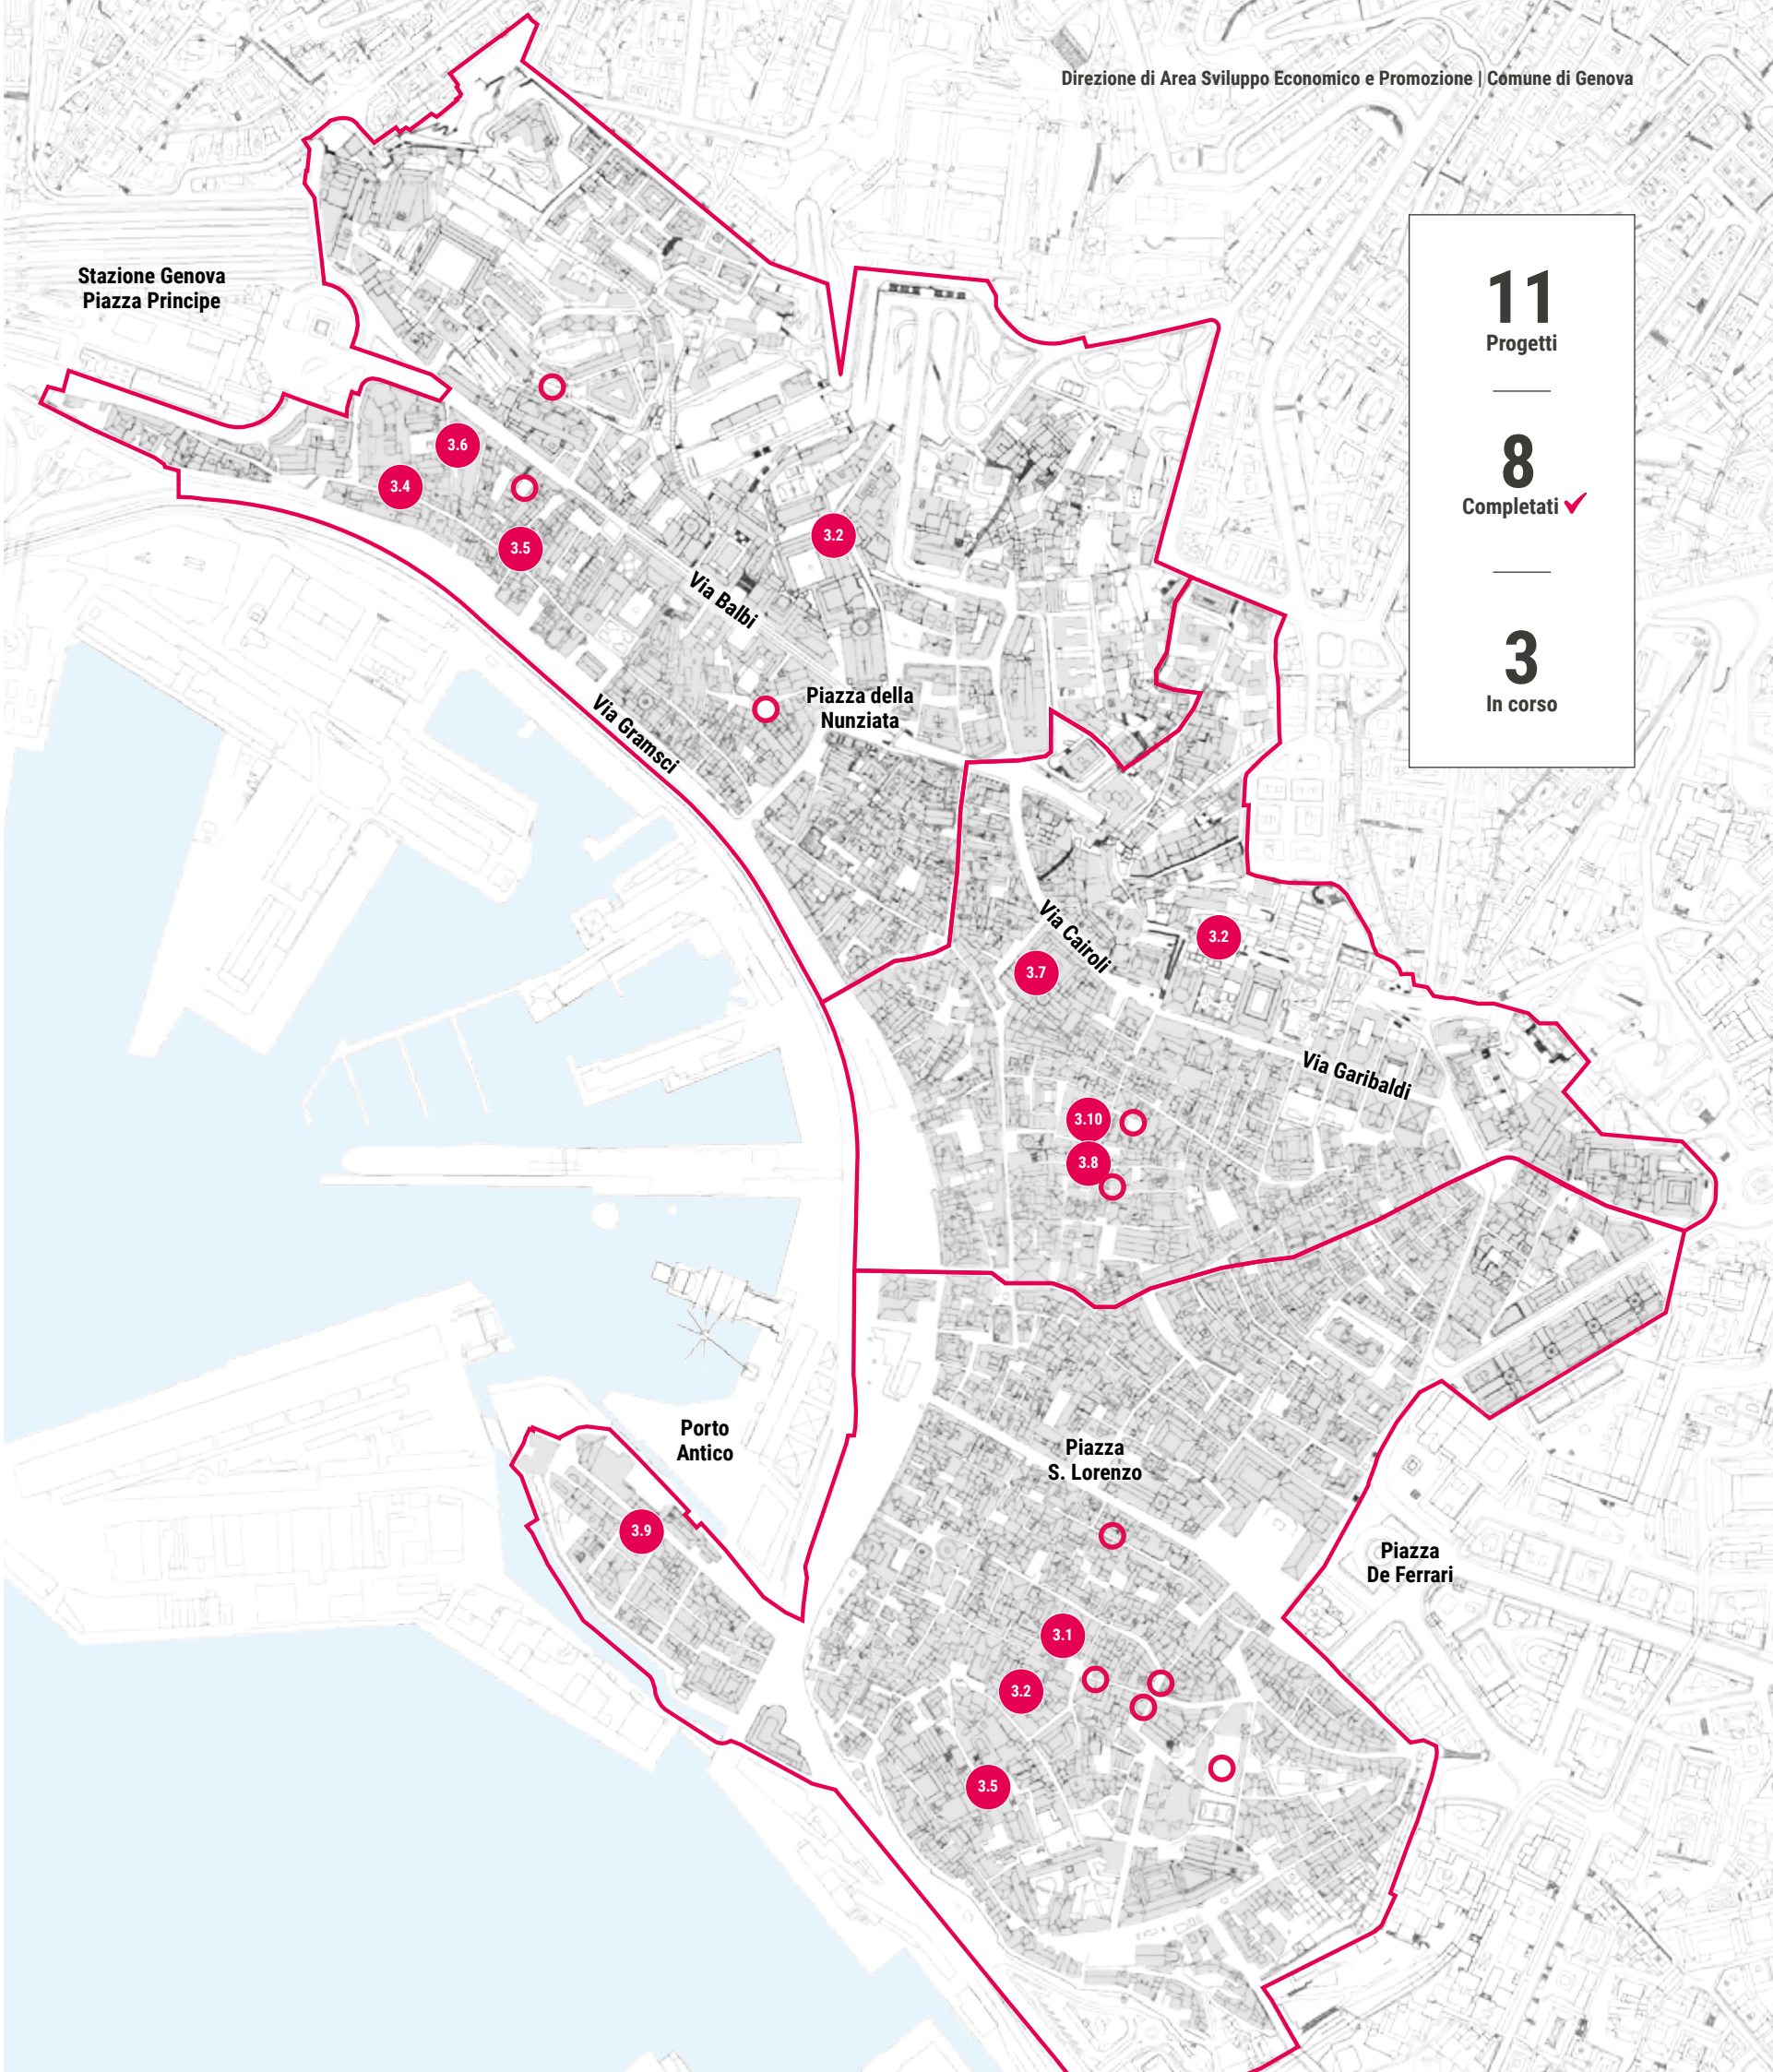 Direzione di Area Sviluppo Economico e Promozione | Comune di Genova
11
Progetti
8
Completati
3
In corso
Stazione Genova
Piazza Principe
3.6
3.4
3.5
3.2
Via Balbi
Piazza della
Nunziata
Via Gramsci
Via Cairoli
3.2
3.7
Via Garibaldi
3.10
3.8
Porto
Antico
Piazza
S. Lorenzo
3.9
Piazza
De Ferrari
3.1
3.2
3.5